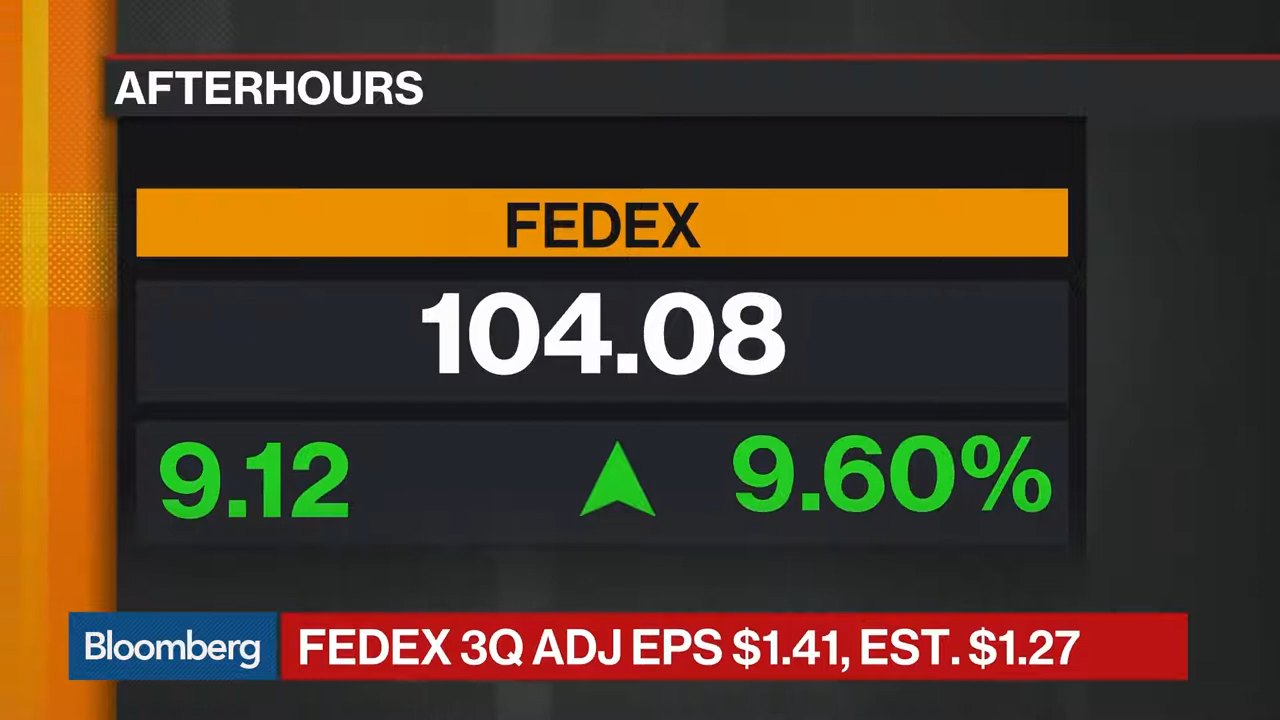 AFTERHOURS
FEDEX
104.08
9.12 ▲ 9.60%
Bloomberg
FEDEX 3Q ADJ EPS $1.41, EST. $1.27